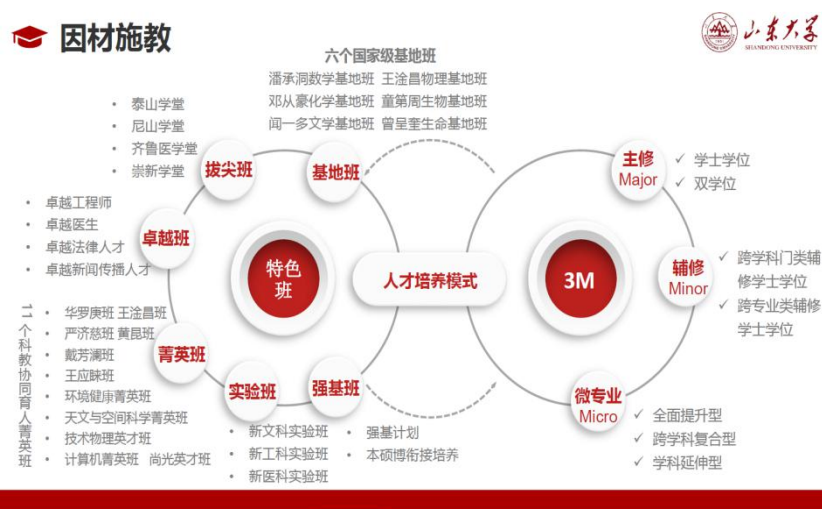 因材施教
山东大学
SHANDONG UNIVERSITY
六个国家级基地班
潘承洞数学基地班 王淦昌物理基地班
邓从豪化学基地班 童第周生物基地班
闻一多文学基地班 曾呈奎生命基地班
• 泰山学堂
• 尼山学堂
• 齐鲁医学堂
• 崇新学堂
拔尖班
基地班
• 卓越工程师
• 卓越医生
• 卓越法律人才
• 卓越新闻传播人才
卓越班
特色
班
人才培养模式
11个科教协同育人菁英班
• 华罗庚班 王淦昌班
• 严济慈班 黄昆班
• 戴芳澜班
• 王应睐班
• 环境健康菁英班
• 天文与空间科学菁英班
• 技术物理英才班
• 计算机菁英班 尚光英才班
菁英班
实验班
强基班
• 新文科实验班
• 新工科实验班
• 新医科实验班
• 强基计划
• 本硕博衔接培养
3M
主修
Major
✓ 学士学位
✓ 双学位
辅修
Minor
✓ 跨学科门类辅
修学士学位
✓ 跨专业类辅修
学士学位
微专业
Micro
✓ 全面提升型
✓ 跨学科复合型
✓ 学科延伸型